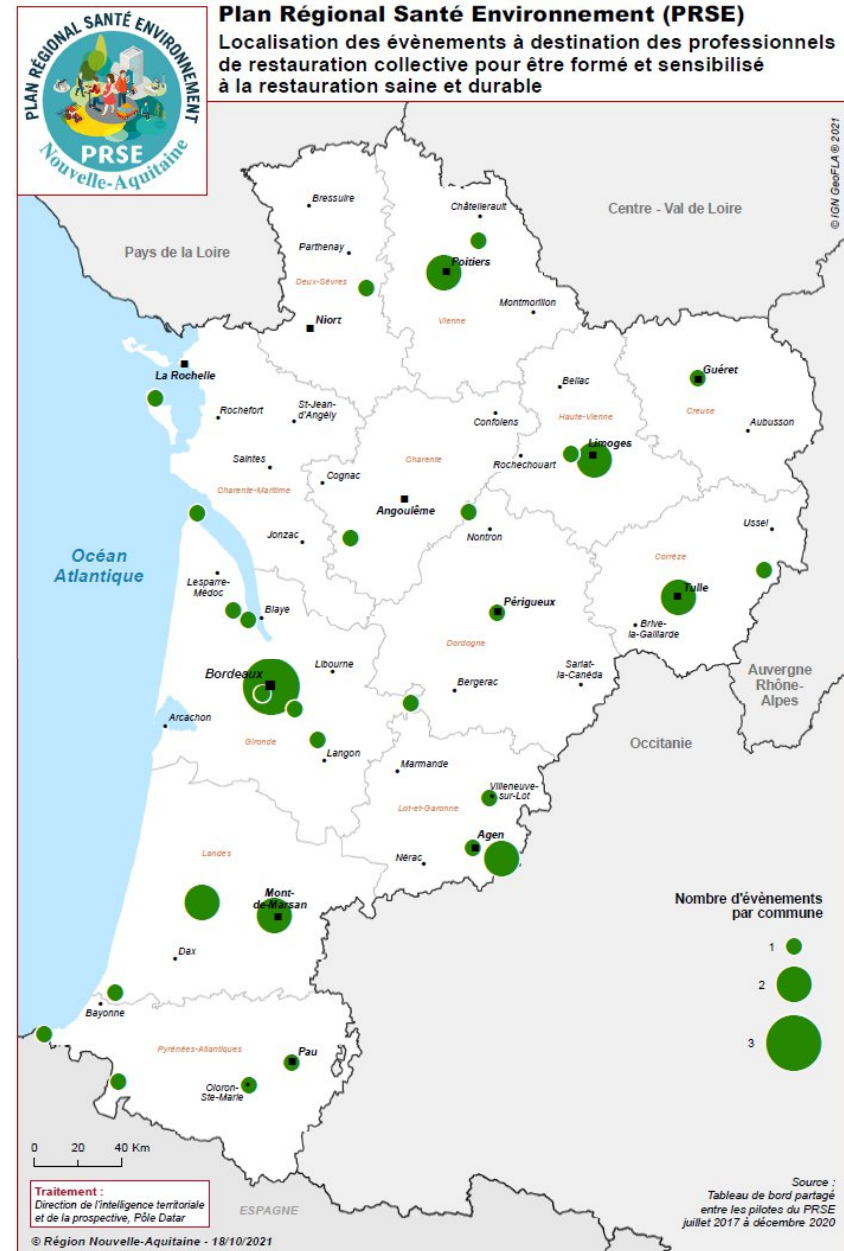 PLAN RÉGIONAL SANTÉ ENVIRONNEMENT
PRSE
Nouvelle-Aquitaine
Plan Régional Santé Environnement (PRSE)
Localisation des évènements à destination des professionnels
de restauration collective pour être formé et sensibilisé
à la restauration saine et durable
© IGN GeoFLA ® 2021
Bressuire
Châtellerault
Centre - Val de Loire
Pays de la Loire
Parthenay
Poitiers
Deux-Sèvres
Montmorillon
Vienne
Niort
La Rochelle
Guéret
Bellac
Rochefort
St-Jean-
d'Angély
Confolens
Haute-Vienne
Creuse
Aubusson
Limoges
Saintes
Charente
Rochechouart
Cognac
Charente-Maritime
Angoulême
Ussel
Jonzac
Nontron
Océan
Atlantique
Corrèze
Lesparre-
Médoc
Tulle
Blaye
Périgueux
Brive-
la-Gaillarde
Dordogne
Bordeaux
Libourne
Sarlat-
la-Canéda
Bergerac
Auvergne
Rhône-
Alpes
Arcachon
Gironde
Langon
Occitanie
Marmande
Villeneuve-
sur-Lot
Lot-et-Garonne
Agen
Landes
Nérac
Mont-
de-Marsan
Nombre d'évènements
par commune
1
2
3
Dax
Bayonne
Pyrénées-Atlantiques
Pau
Oloron-
Ste-Marie
0 20 40 Km
Traitement :
Direction de l'intelligence territoriale
et de la prospective, Pôle Datar
ESPAGNE
Source :
Tableau de bord partagé
entre les pilotes du PRSE
juillet 2017 à décembre 2020
© Région Nouvelle-Aquitaine - 18/10/2021